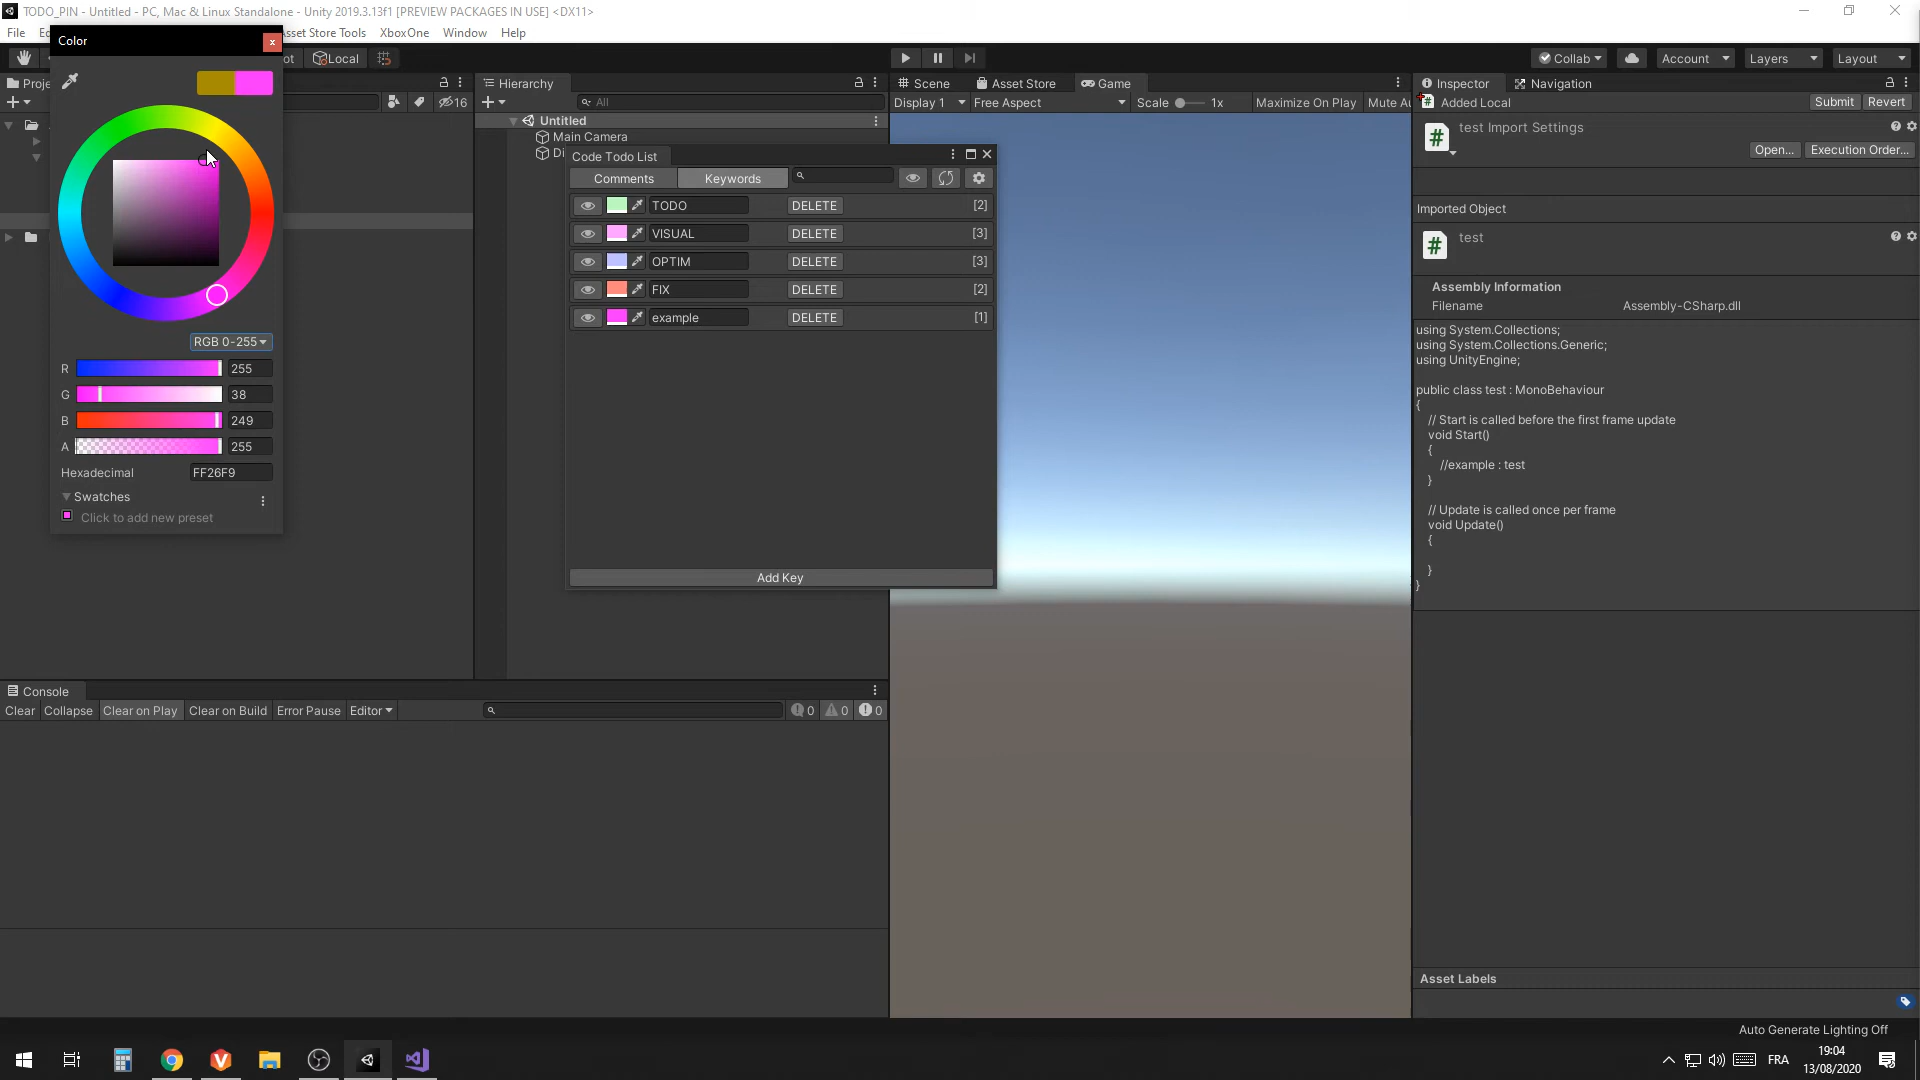 TODO_PIN - Untitled - PC, Mac & Linux Standalone - Unity 2019.3.13f1 [PREVIEW PACKAGES IN USE] <DX11>
File
Asset Store Tools
XboxOne
Window
Help
Color
Local
Collab
Account
Layers
Layout
Hierarchy
Scene
Asset Store
Game
Inspector
Navigation
16
All
Display 1
Free Aspect
Scale
1x
Maximize On Play
Added Local
Submit
Revert
Untitled
Main Camera
test Import Settings
Open...
Execution Order...
Code Todo List
Comments
Keywords
TODO
DELETE
[2]
VISUAL
DELETE
[3]
OPTIM
DELETE
[3]
FIX
DELETE
[2]
example
DELETE
[1]
Add Key
RGB 0-255
R
255
G
38
B
249
A
255
Hexadecimal
FF26F9
Swatches
Click to add new preset
Imported Object
test
Assembly Information
Filename
Assembly-CSharp.dll
using System.Collections;
using System.Collections.Generic;
using UnityEngine;
public class test : MonoBehaviour
{
// Start is called before the first frame update
void Start()
{
//example : test
}
// Update is called once per frame
void Update()
{
}
}
Console
Clear
Collapse
Clear on Play
Clear on Build
Error Pause
Editor
0
0
0
Asset Labels
Auto Generate Lighting Off
FRA
19:04
13/08/2020